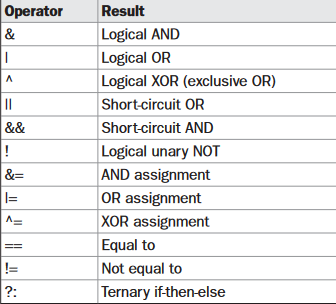 Operator Result
& Logical AND
| Logical OR
^ Logical XOR (exclusive OR)
|| Short-circuit OR
&& Short-circuit AND
! Logical unary NOT
&= AND assignment
|= OR assignment
^= XOR assignment
== Equal to
!= Not equal to
?: Ternary if-then-else